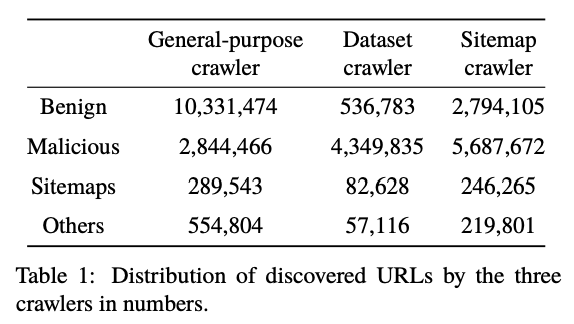 General-purpose crawler Dataset crawler Sitemap crawler
Benign 10,331,474 536,783 2,794,105
Malicious 2,844,466 4,349,835 5,687,672
Sitemaps 289,543 82,628 246,265
Others 554,804 57,116 219,801
Table 1: Distribution of discovered URLs by the three
crawlers in numbers.